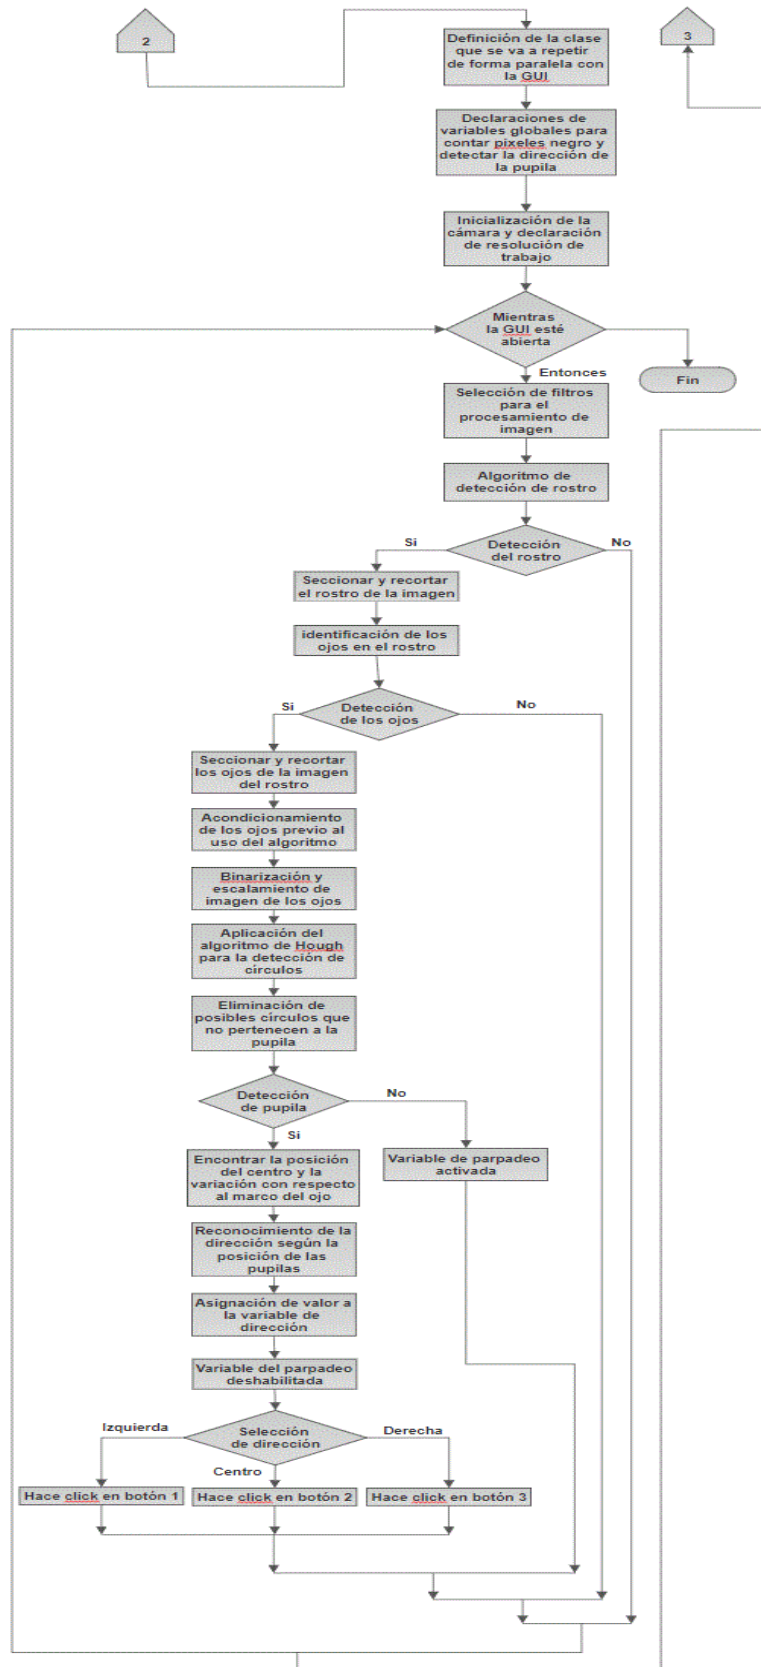 2
3
Definición de la clase
que se va a repetir
de forma paralela con
la GUI
Declaraciones de
variables globales para
contar pixeles negro y
detectar la dirección de
la pupila
Inicialización de la
cámara y declaración
de resolución de
trabajo
Mientras
la GUI esté
abierta
Entonces
Fin
Selección de filtros
para el
procesamiento de
imagen
Algoritmo de
detección de rostro
Detección
del rostro
Si
No
Seccionar y recortar
el rostro de la imagen
identificación de los
ojos en el rostro
Detección
de los ojos
Si
No
Seccionar y recortar
los ojos de la imagen
del rostro
Acondicionamiento
de los ojos previo al
uso del algoritmo
Binarización y
escalamiento de
imagen de los ojos
Aplicación del
algoritmo de Hough
para la detección de
círculos
Eliminación de
posibles círculos que
no pertenecen a la
pupila
Detección
de pupila
No
Si
Encontrar la posición
del centro y la
variación con respecto
al marco del ojo
Variable de parpadeo
activada
Reconocimiento de la
dirección según la
posición de las
pupilas
Asignación de valor a
la variable de
dirección
Variable del parpadeo
deshabilitada
Selección
de dirección
Izquierda
Centro
Derecha
Hace click en botón 1
Hace click en botón 2
Hace click en botón 3